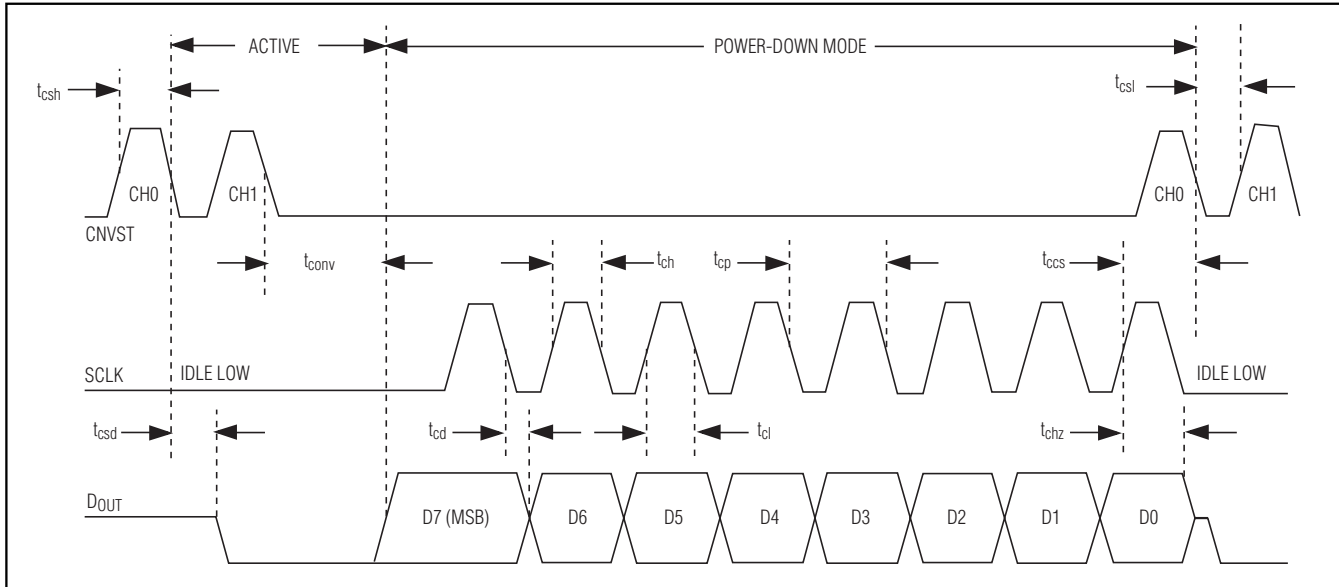 ACTIVE
POWER-DOWN MODE
tcsh
tcsl
CH0
CH1
CH0
CH1
CNVST
tconv
tch
tcp
tccs
SCLK
IDLE LOW
IDLE LOW
tcsd
tcd
tcl
tchz
DOUT
D7 (MSB)
D6
D5
D4
D3
D2
D1
D0